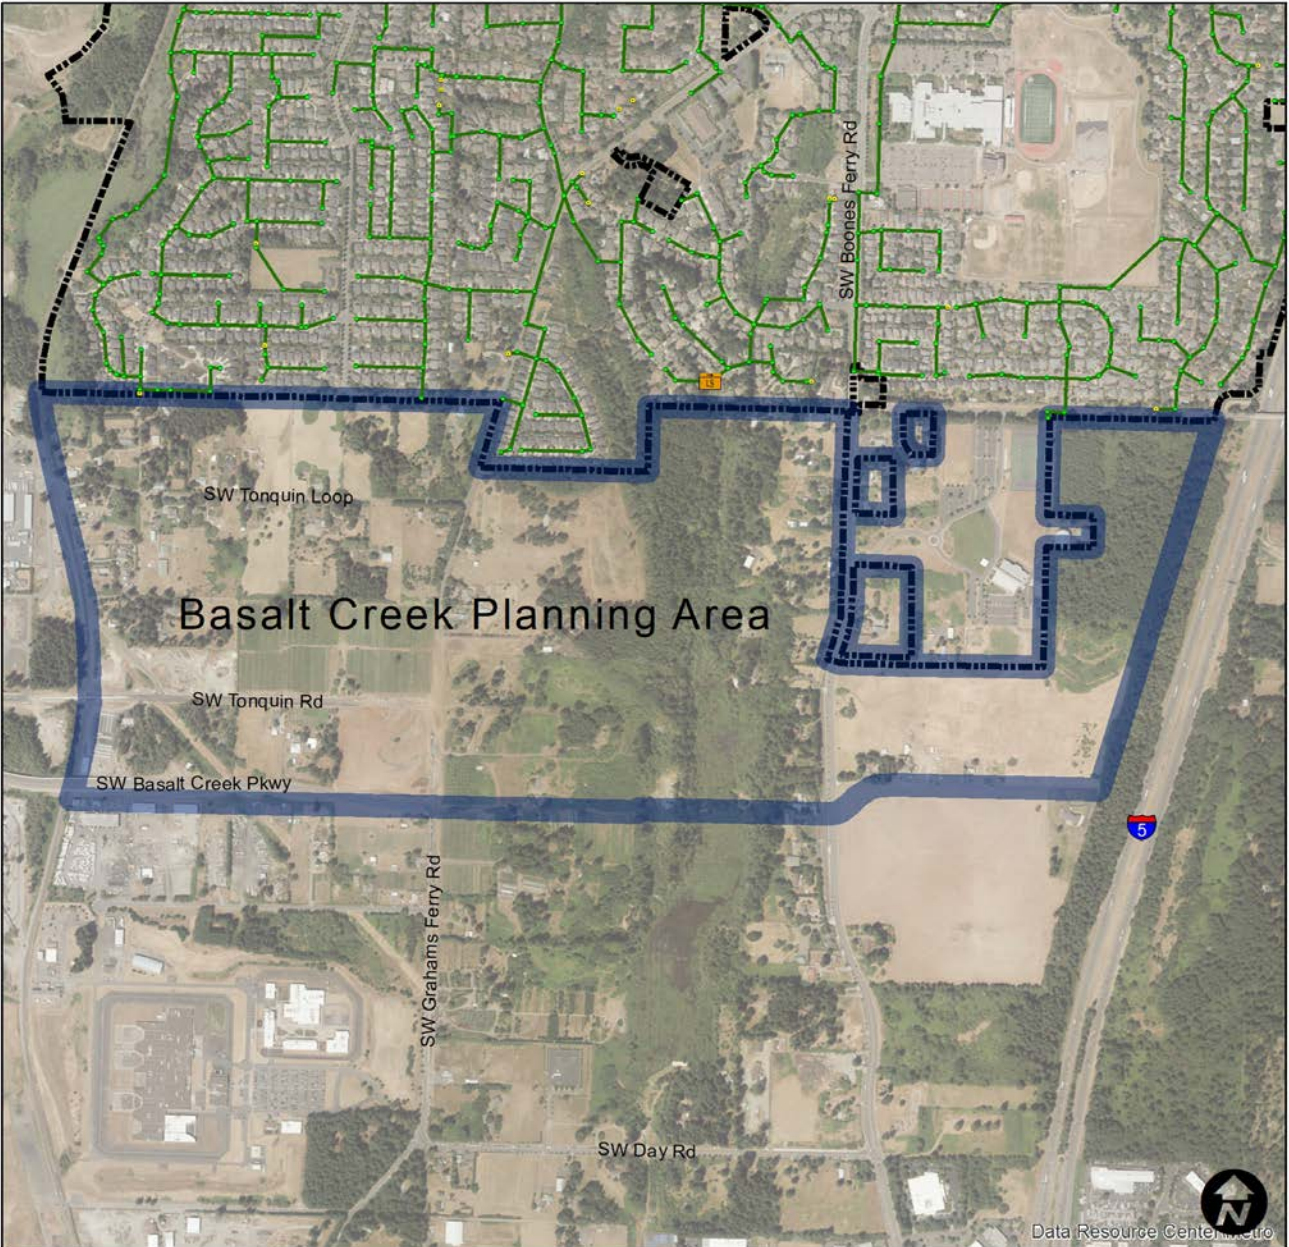 SW Boones Ferry Rd
LS
SW Tonquin Loop
Basalt Creek Planning Area
SW Tonquin Rd
SW Basalt Creek Pkwy
5
SW Grahams Ferry Rd
SW Day Rd
N
Data Resource Center/Metro